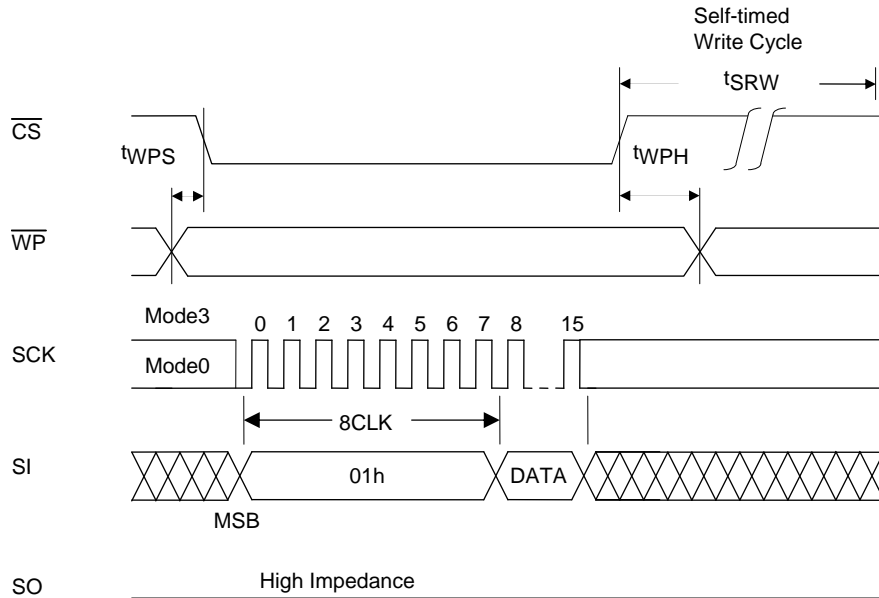 Self-timed
Write Cycle
tSRW
CS
tWPS
tWPH
WP
Mode3
0 1 2 3 4 5 6 7 8 15
SCK
Mode0
8CLK
SI
01h
DATA
MSB
SO
High Impedance